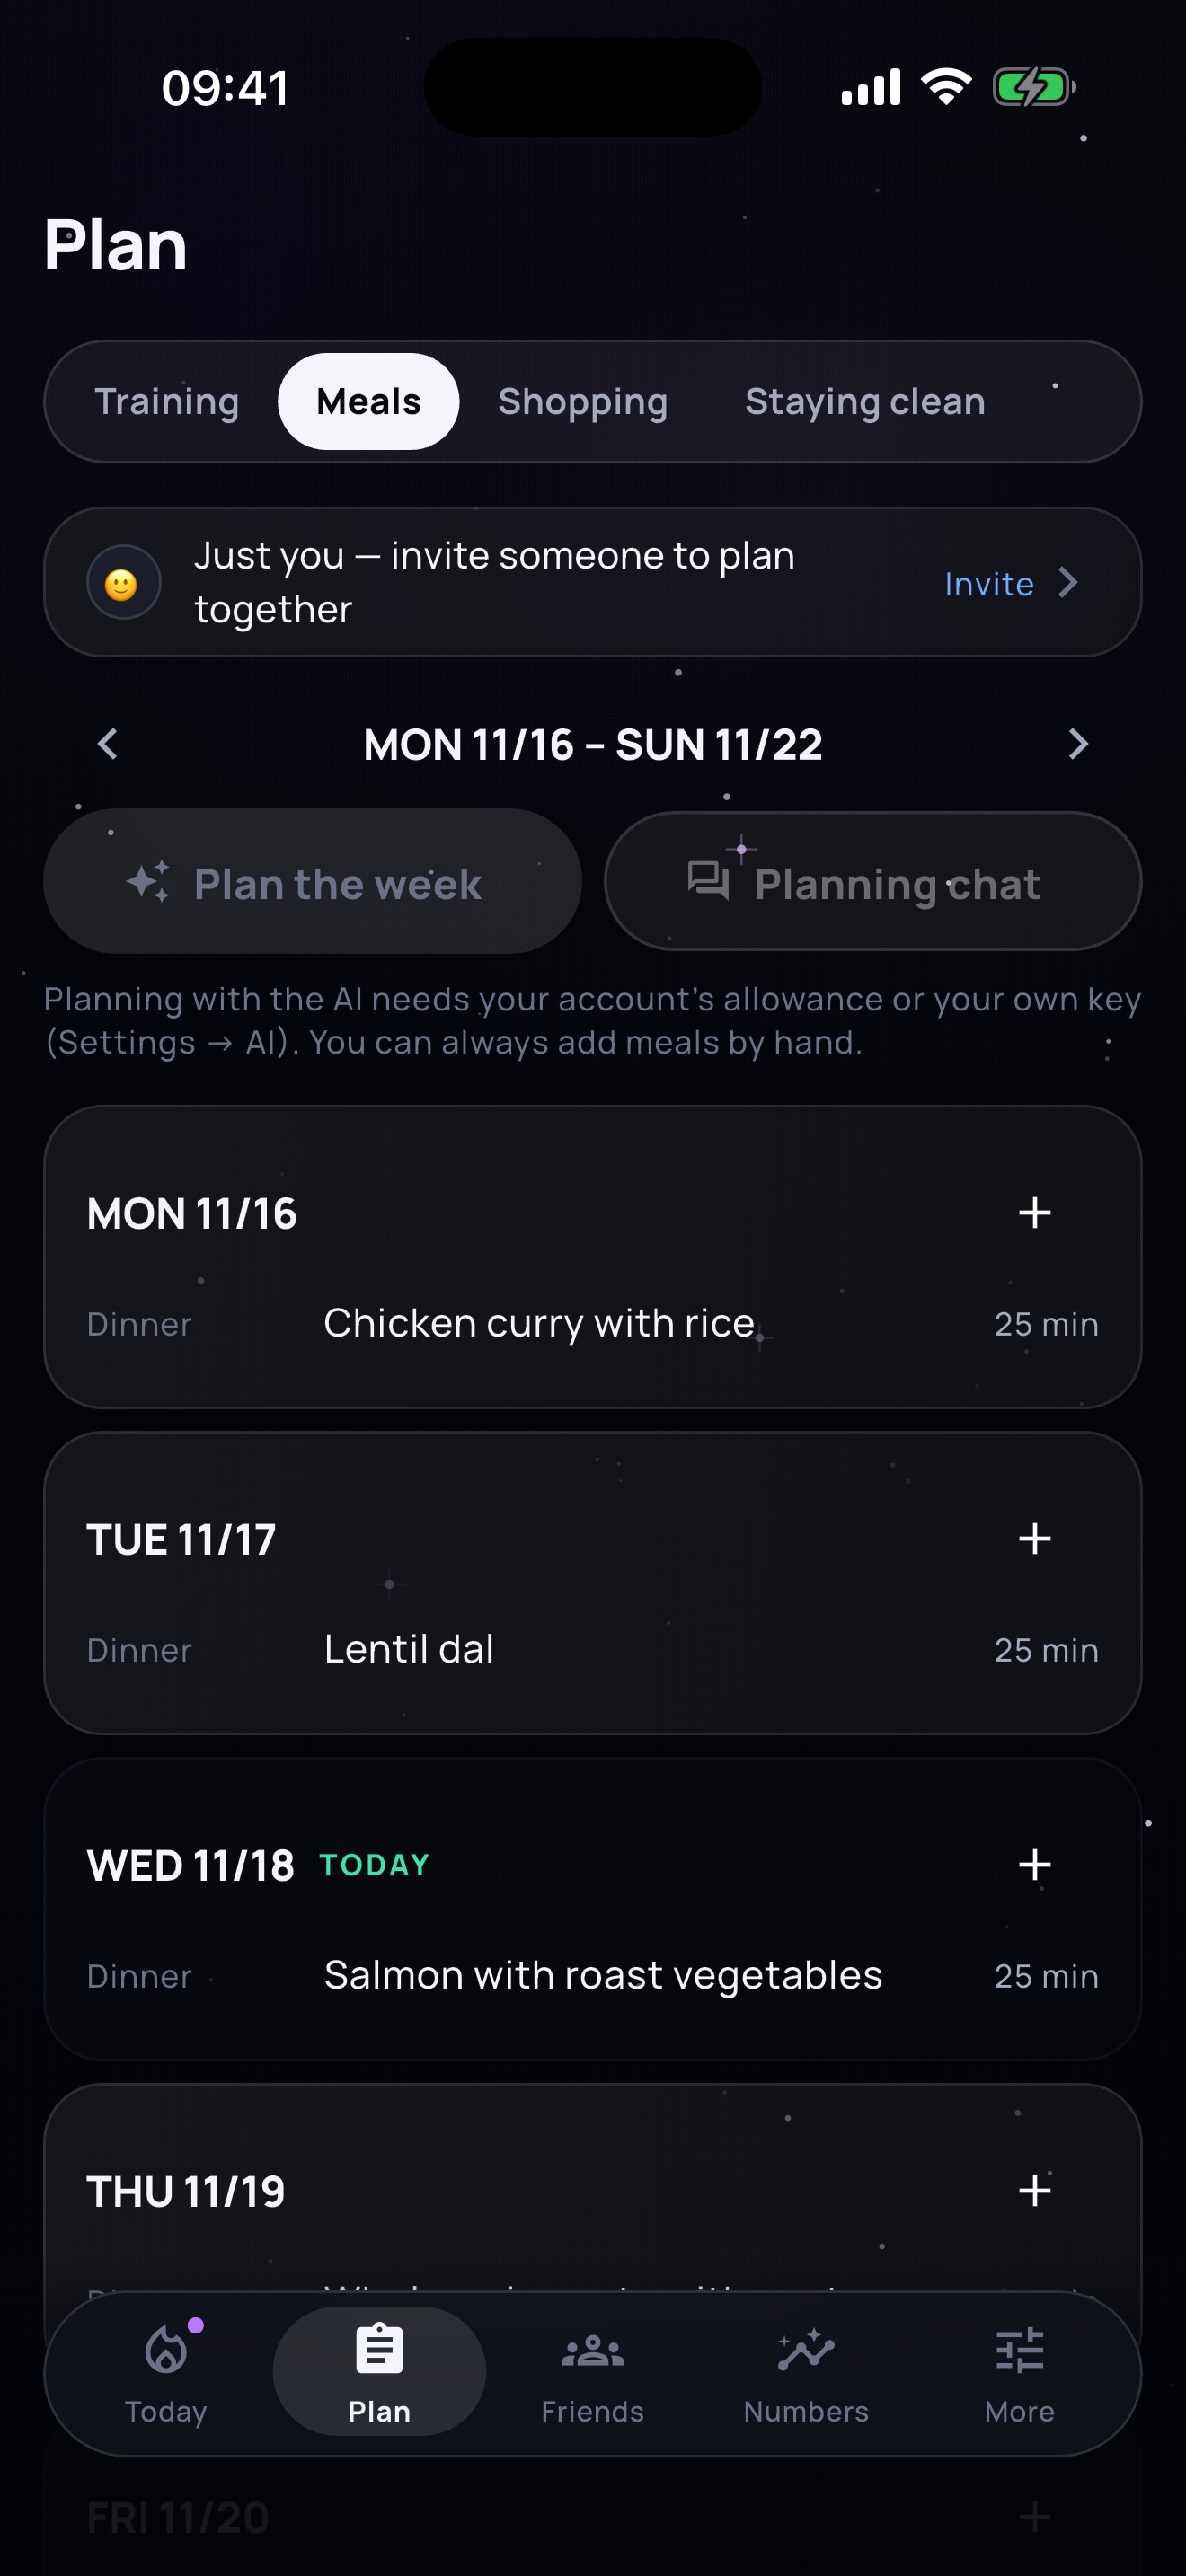 09:41
Plan
Training Meals Shopping Staying clean
Just you — invite someone to plan
together
Invite
MON 11/16 – SUN 11/22
Plan the week Planning chat
Planning with the AI needs your account's allowance or your own key
(Settings → AI). You can always add meals by hand.
MON 11/16
Dinner Chicken curry with rice 25 min
TUE 11/17
Dinner Lentil dal 25 min
WED 11/18 TODAY
Dinner Salmon with roast vegetables 25 min
THU 11/19
Today Plan Friends Numbers More
FRI 11/20